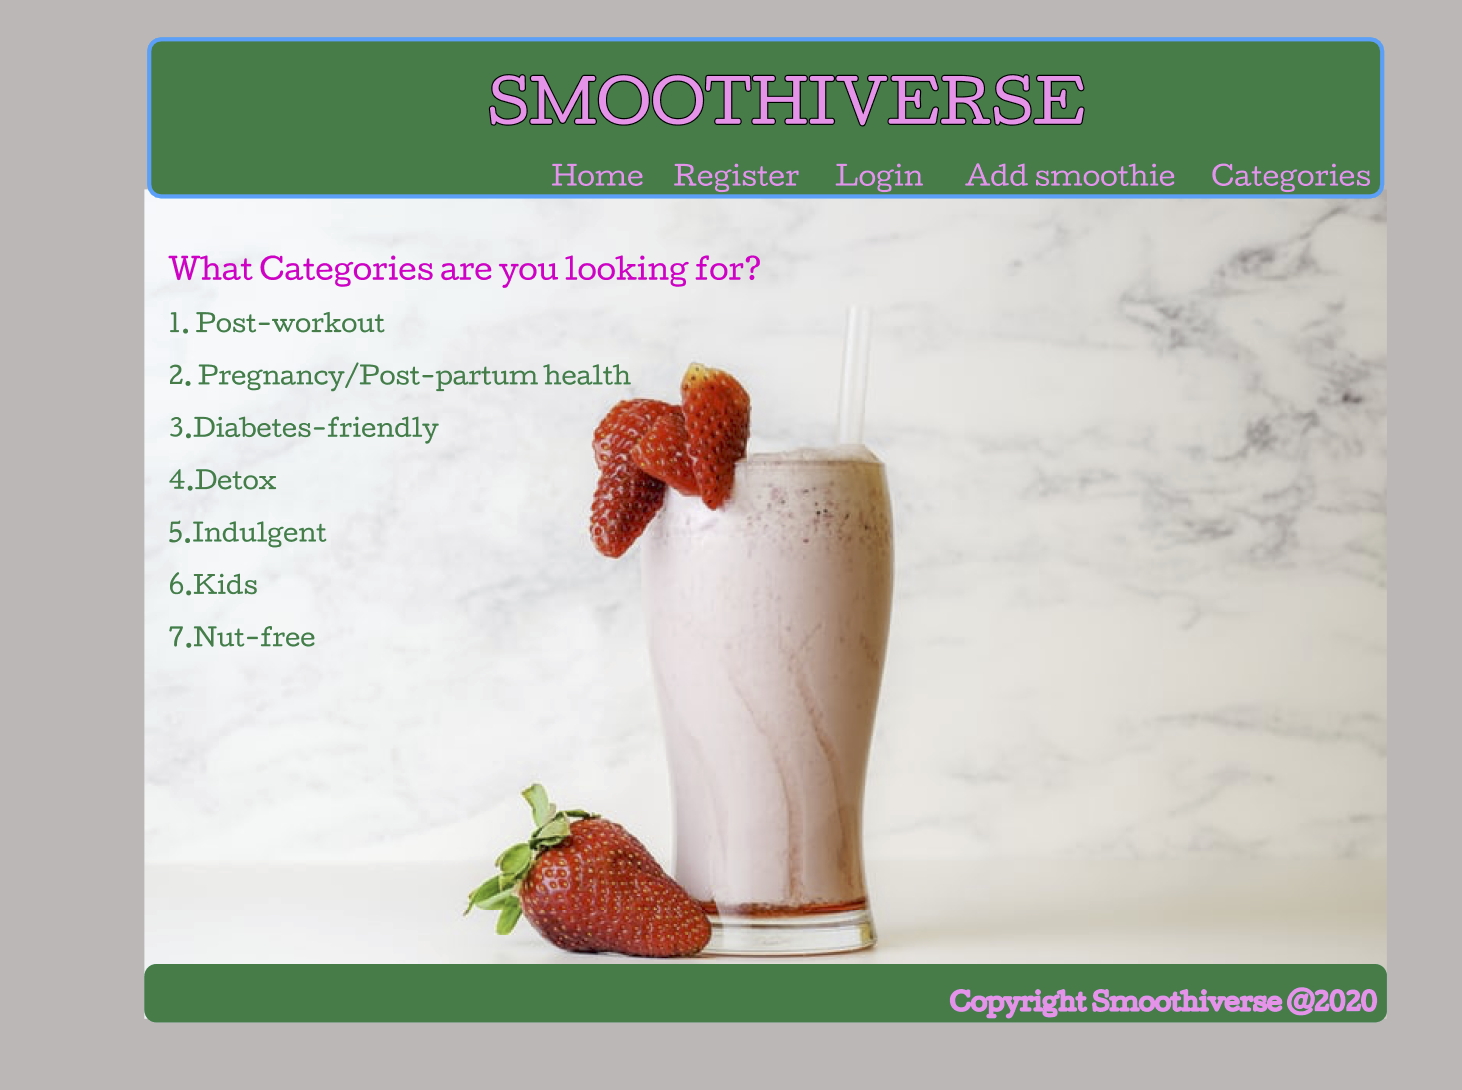 SMOOTHIVERSE
Home Register Login Add smoothie Categories
What Categories are you looking for?
1. Post-workout
2. Pregnancy/Post-partum health
3.Diabetes-friendly
4.Detox
5.Indulgent
6.Kids
7.Nut-free
Copyright Smoothiverse @2020